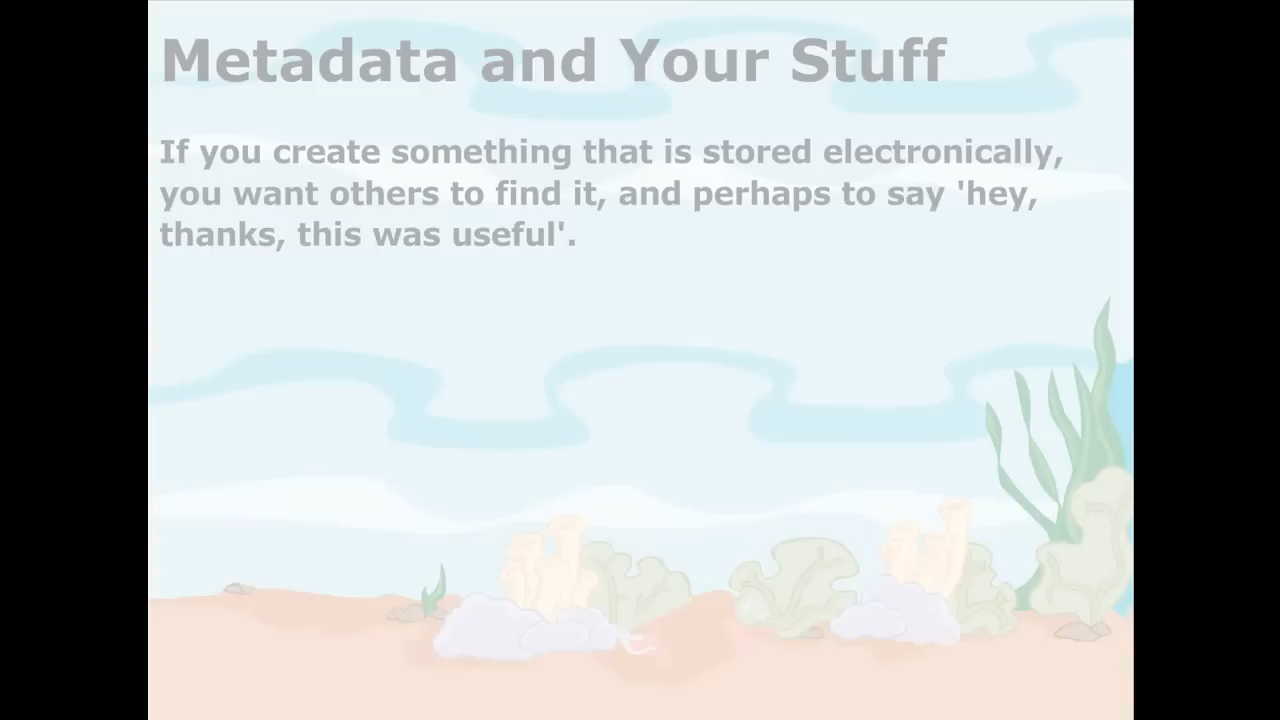 Metadata and Your Stuff
If you create something that is stored electronically,
you want others to find it, and perhaps to say 'hey,
thanks, this was useful'.